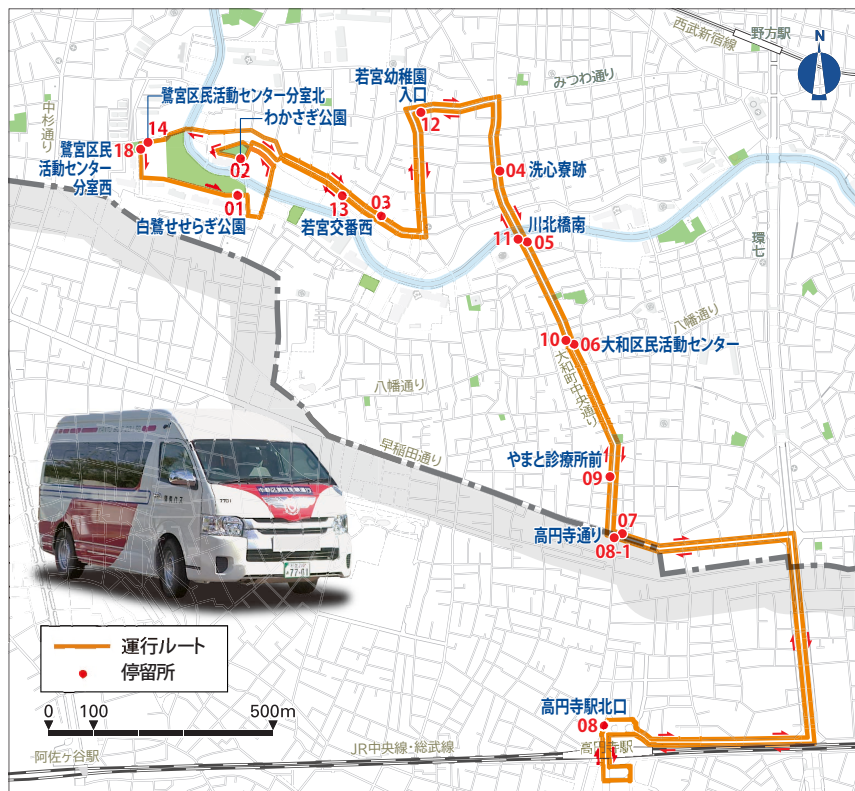 西武新宿線
野方駅
N
若宮幼稚園
入口
みつわ通り
中杉通り
鷺宮区民活動センター分室北
わかさぎ公園
14
12
18
鷺宮区民
活動センター
分室西
02
04
洗心寮跡
01
13
03
白鷺せせらぎ公園
若宮交番西
川北橋南
11
05
環七
八幡通り
10
06
大和区民活動センター
大和町中央通り
八幡通り
早稲田通り
やまと診療所前
09
07
高円寺通り
08-1
7701
77-01
運行ルート
停留所
0
100
500m
高円寺駅北口
08
高円寺駅
JR中央線・総武線
阿佐ヶ谷駅